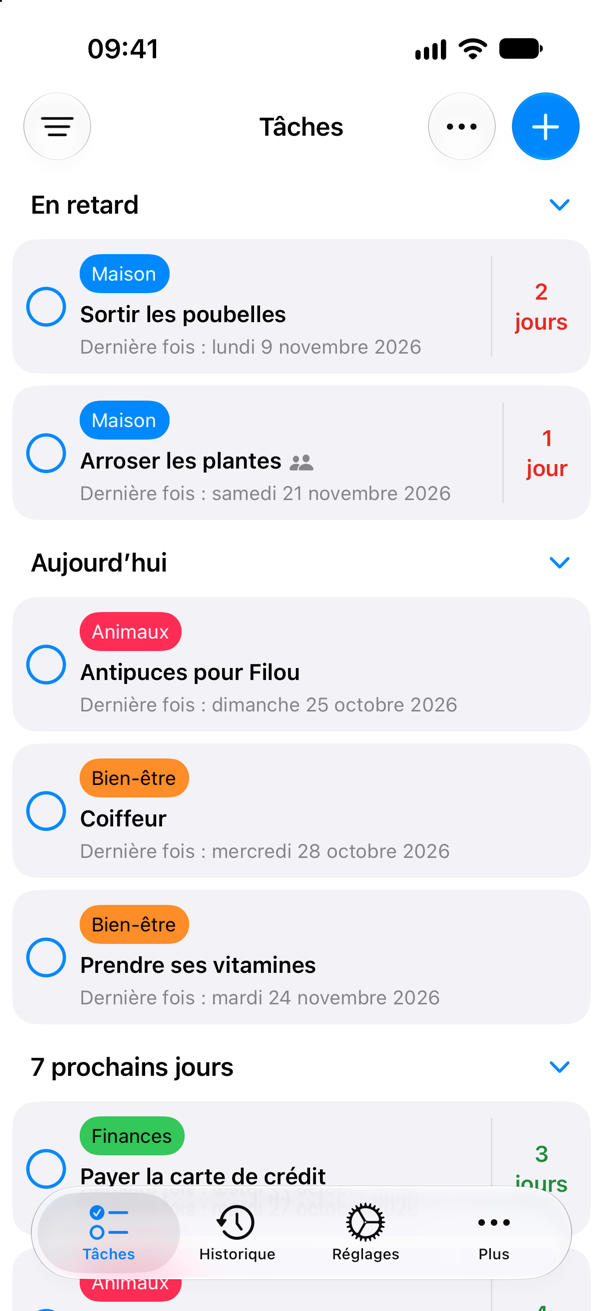 09:41
Tâches
En retard
Maison
Sortir les poubelles
Dernière fois : lundi 9 novembre 2026
2
jours
Maison
Arroser les plantes
Dernière fois : samedi 21 novembre 2026
1
jour
Aujourd’hui
Animaux
Antipuces pour Filou
Dernière fois : dimanche 25 octobre 2026
Bien-être
Coiffeur
Dernière fois : mercredi 28 octobre 2026
Bien-être
Prendre ses vitamines
Dernière fois : mardi 24 novembre 2026
7 prochains jours
Finances
Payer la carte de crédit
3
jours
Tâches
Historique
Réglages
Plus
Animaux